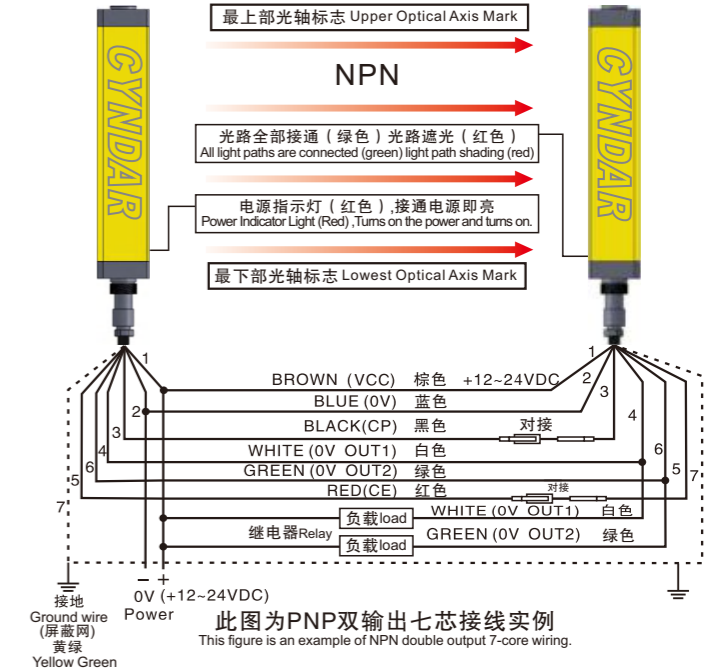 最上部光轴标志 Upper Optical Axis Mark
CYNDAR
CYNDAR
NPN
光路全部接通（绿色）光路遮光（红色）
All light paths are connected (green) light path shading (red)
电源指示灯（红色）,接通电源即亮
Power Indicator Light (Red) ,Turns on the power and turns on.
最下部光轴标志 Lowest Optical Axis Mark
1
1
BROWN (VCC) 棕色 +12~24VDC
2
2
BLUE (0V) 蓝色
3
3
BLACK(CP) 黑色 对接
4
4
WHITE (0V OUT1) 白色
6
6
GREEN (0V OUT2) 绿色
5
5
RED(CE) 红色 对接
7
7
负载load WHITE (0V OUT1) 白色
继电器Relay 负载load GREEN (0V OUT2) 绿色
− +
0V (+12~24VDC)
Power
接地
Ground wire
(屏蔽网)
黄绿
Yellow Green
此图为PNP双输出七芯接线实例
This figure is an example of NPN double output 7-core wiring.